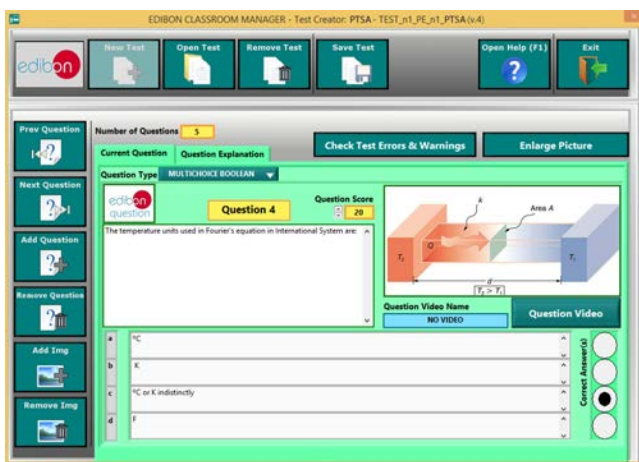 EDIBON CLASSROOM MANAGER - Test Creator: PTSA - TEST_n1_PE_n1_PTSA (v.4)
edibon
New Test
Open Test
Remove Test
Save Test
Open Help (F1)
Exit
Prev Question
Next Question
Add Question
Remove Question
Add Img
Remove Img
Number of Questions 5
Check Test Errors & Warnings
Enlarge Picture
Current Question
Question Explanation
Question Type MULTICHOICE BOOLEAN
edibon
question
Question 4
Question Score
20
The temperature units used in Fourier's equation in International System are:
k
Area A
Q
T₂
T₁
d
T₂ > T₁
Question Video Name
NO VIDEO
Question Video
a ºC
b K
c ºC or K indistinctly
d F
Correct Answer(s)